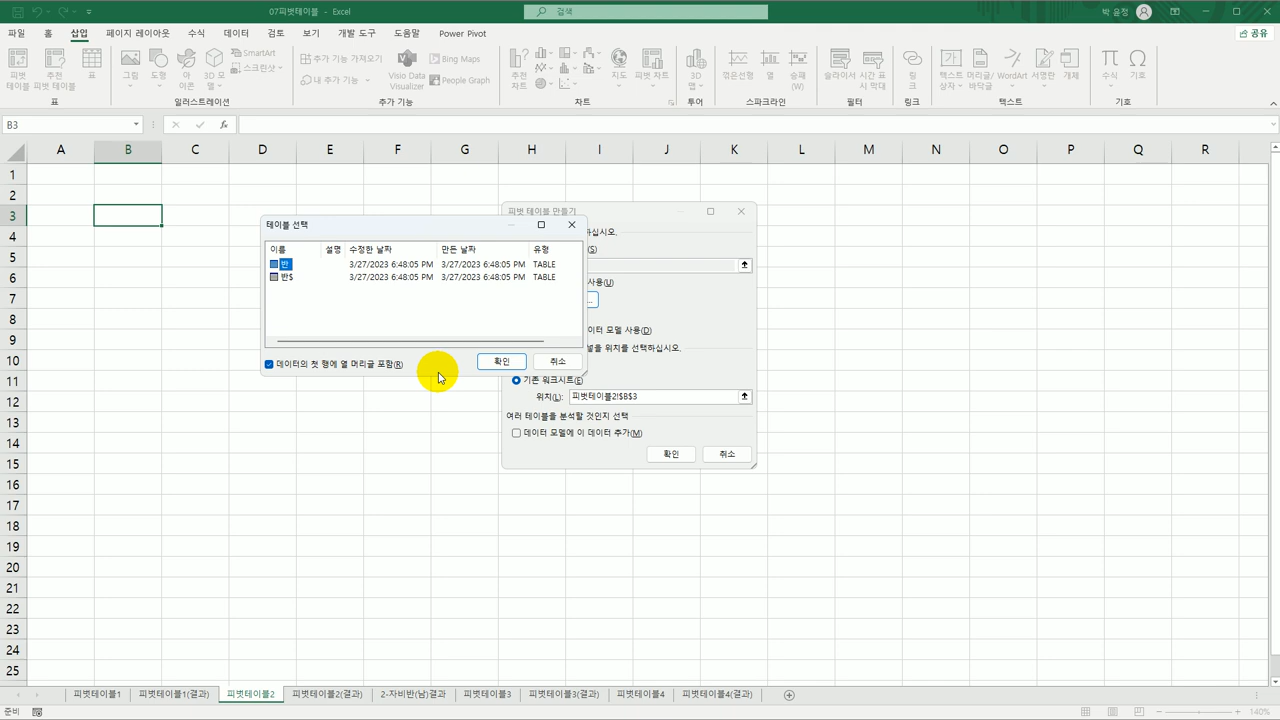 07피벗테이블 - Excel
검색
박 윤정
파일 홈 삽입 페이지 레이아웃 수식 데이터 검토 보기 개발 도구 도움말 Power Pivot
공유
피벗 테이블
추천 피벗 테이블
표
표
그림
도형
아이콘
3D 모델
SmartArt
스크린샷
일러스트레이션
추가 기능 가져오기
내 추가 기능
Visio Data Visualizer
Bing Maps
People Graph
추가 기능
추천 차트
지도
피벗 차트
차트
3D 맵
투어
꺾은선형
열
승패 (W)
스파크라인
슬라이서
시간 표시 막대
필터
링크
링크
텍스트 상자
머리글/바닥글
WordArt
서명란
개체
텍스트
수식
기호
기호
B3
fx
A B C D E F G H I J K L M N O P Q R
1
2
3
4
5
6
7
8
9
10
11
12
13
14
15
16
17
18
19
20
21
22
23
24
25
테이블 선택
이름 설명 수정한 날짜 만든 날짜 유형
반 3/27/2023 6:48:05 PM 3/27/2023 6:48:05 PM TABLE
반$ 3/27/2023 6:48:05 PM 3/27/2023 6:48:05 PM TABLE
데이터의 첫 행에 열 머리글 포함(R)
확인 취소
피벗 테이블 만들기
하십시오.
(S)
사용(U)
...
이터 모델 사용(D)
넣을 위치를 선택하십시오.
기존 워크시트(E)
위치(L): 피벗테이블2!$B$3
여러 테이블을 분석할 것인지 선택
데이터 모델에 이 데이터 추가(M)
확인 취소
피벗테이블1 피벗테이블1(결과) 피벗테이블2 피벗테이블2(결과) 2-자비반(남)결과 피벗테이블3 피벗테이블3(결과) 피벗테이블4 피벗테이블4(결과)
준비
140%